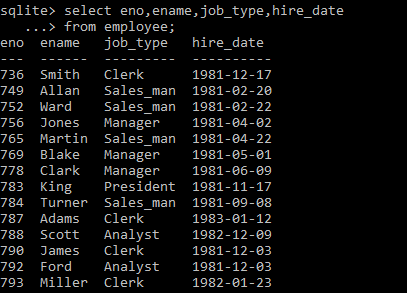 sqlite> select eno,ename,job_type,hire_date
   ...> from employee;
eno  ename   job_type   hire_date
---  ------  ---------  ----------
736  Smith   Clerk      1981-12-17
749  Allan   Sales_man  1981-02-20
752  Ward    Sales_man  1981-02-22
756  Jones   Manager    1981-04-02
765  Martin  Sales_man  1981-04-22
769  Blake   Manager    1981-05-01
778  Clark   Manager    1981-06-09
783  King    President  1981-11-17
784  Turner  Sales_man  1981-09-08
787  Adams   Clerk      1983-01-12
788  Scott   Analyst    1982-12-09
790  James   Clerk      1981-12-03
792  Ford    Analyst    1981-12-03
793  Miller  Clerk      1982-01-23